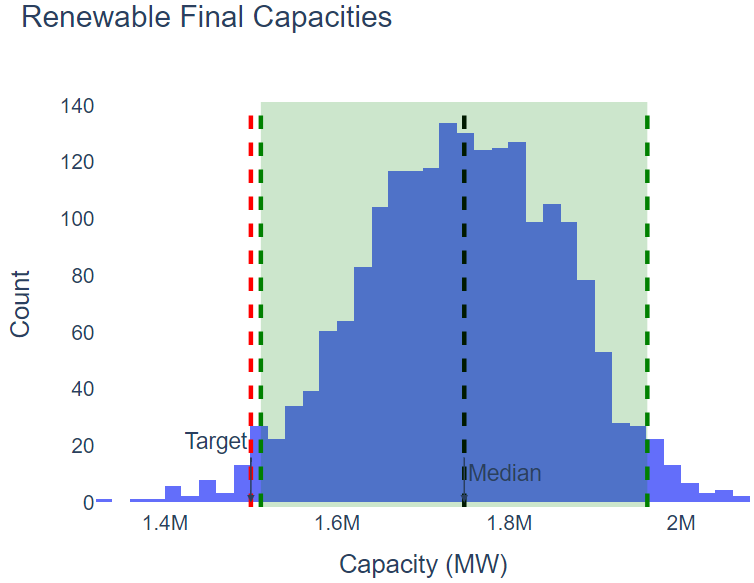 Renewable Final Capacities
140
120
100
80
60
40
20
0
Count
Target
Median
1.4M 1.6M 1.8M 2M
Capacity (MW)